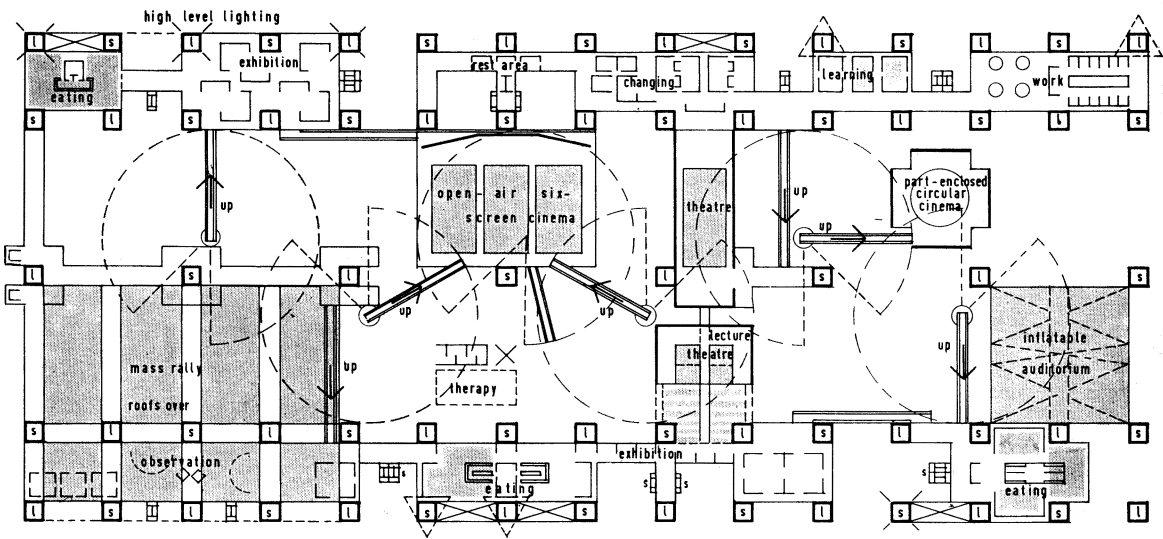 high level lighting
l s l s l s l s l s l l s l
exhibition
rest area
changing
learning
work
eating
s l s l s l s l s l s l s l s
up
up
open- air six-
screen cinema
theatre
part-enclosed
circular
cinema
up
l s l s l s l s
up
up
up
up
mass rally
roofs over
lecture
theatre
therapy
inflatable
auditorium
s l s l s l s l s l s l s l s
observation
exhibition
s
s s
s
eating
eating
l s l s l s l s l s l s l s l